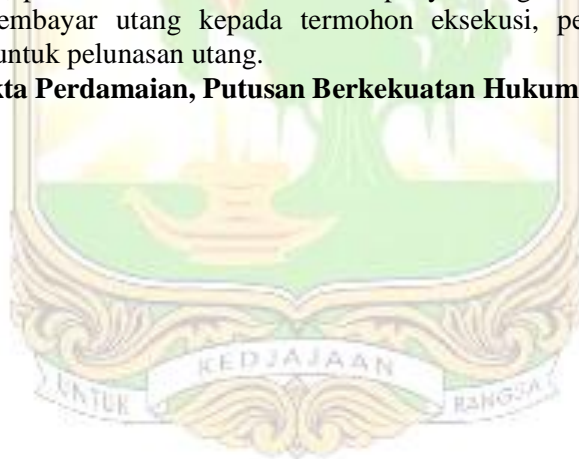 embayar utang kepada termohon eksekusi, pe
untuk pelunasan utang.
kta Perdamaian, Putusan Berkekuatan Hukum
KEDJAJAAN
UNTUK
BANGSA